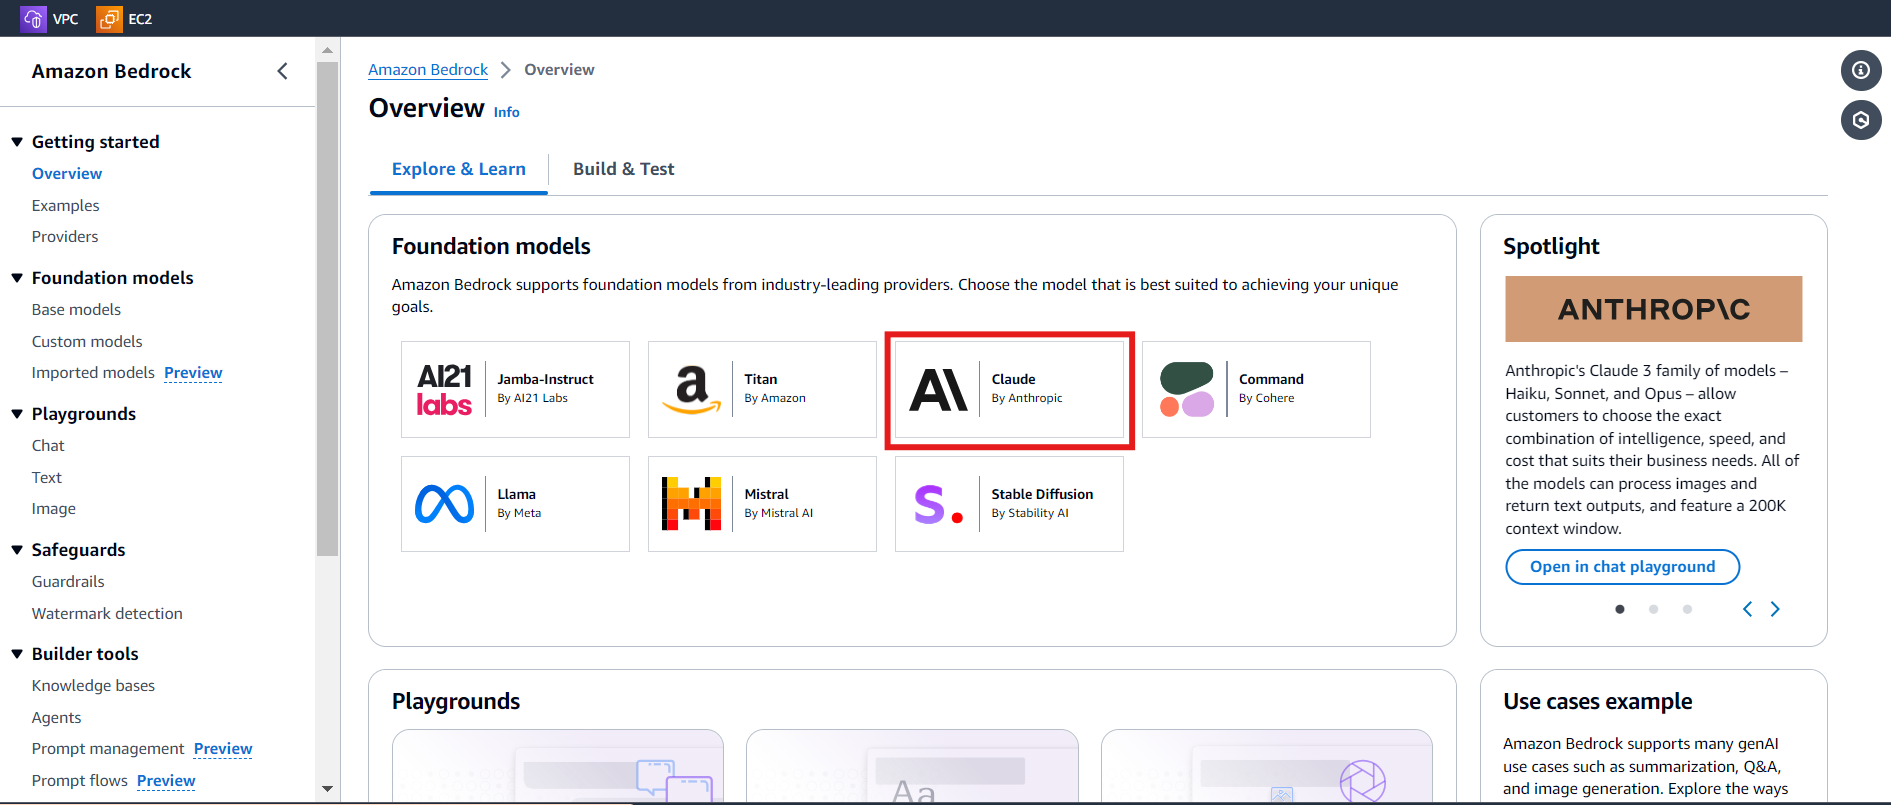 VPC
EC2
Amazon Bedrock
Getting started
Overview
Examples
Providers
Foundation models
Base models
Custom models
Imported models Preview
Playgrounds
Chat
Text
Image
Safeguards
Guardrails
Watermark detection
Builder tools
Knowledge bases
Agents
Prompt management Preview
Prompt flows Preview
Amazon Bedrock > Overview
Overview Info
Explore & Learn
Build & Test
Foundation models
Amazon Bedrock supports foundation models from industry-leading providers. Choose the model that is best suited to achieving your unique
goals.
AI21
labs
Jamba-Instruct
By AI21 Labs
a
Titan
By Amazon
A\
Claude
By Anthropic
Command
By Cohere
Llama
By Meta
Mistral
By Mistral AI
S.
Stable Diffusion
By Stability AI
Spotlight
ANTHROP\C
Anthropic's Claude 3 family of models –
Haiku, Sonnet, and Opus – allow
customers to choose the exact
combination of intelligence, speed, and
cost that suits their business needs. All of
the models can process images and
return text outputs, and feature a 200K
context window.
Open in chat playground
Playgrounds
Aa
Use cases example
Amazon Bedrock supports many genAI
use cases such as summarization, Q&A,
and image generation. Explore the ways